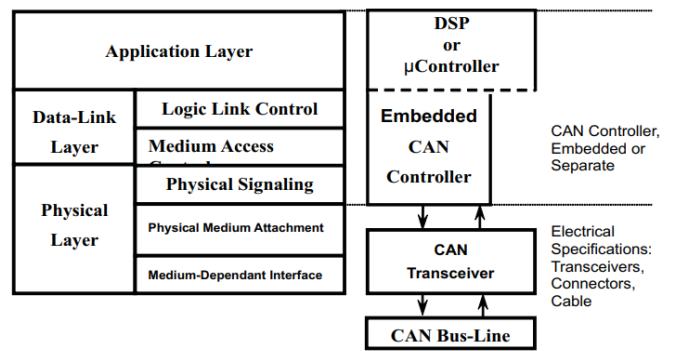 Application Layer
Data-Link
Layer
Logic Link Control
Medium Access
Physical
Layer
Physical Signaling
Physical Medium Attachment
Medium-Dependant Interface
DSP
or
μController
Embedded
CAN
Controller
CAN
Transceiver
CAN Bus-Line
CAN Controller,
Embedded or
Separate
Electrical
Specifications:
Transceivers,
Connectors,
Cable